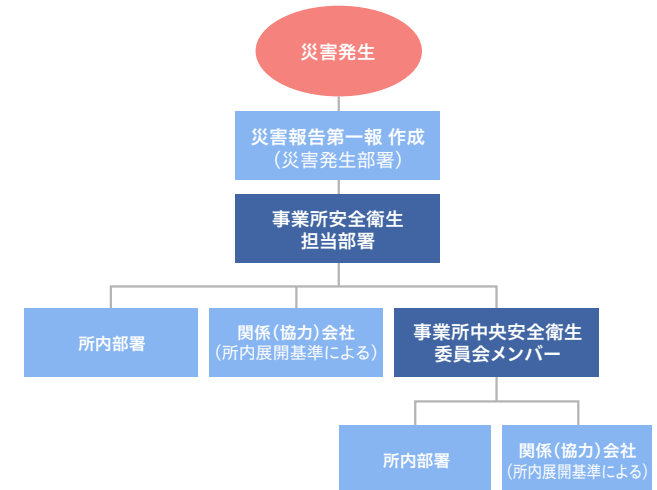 災害発生
災害報告第一報 作成
（災害発生部署）
事業所安全衛生
担当部署
所内部署
関係（協力）会社
（所内展開基準による）
事業所中央安全衛生
委員会メンバー
所内部署
関係（協力）会社
（所内展開基準による）